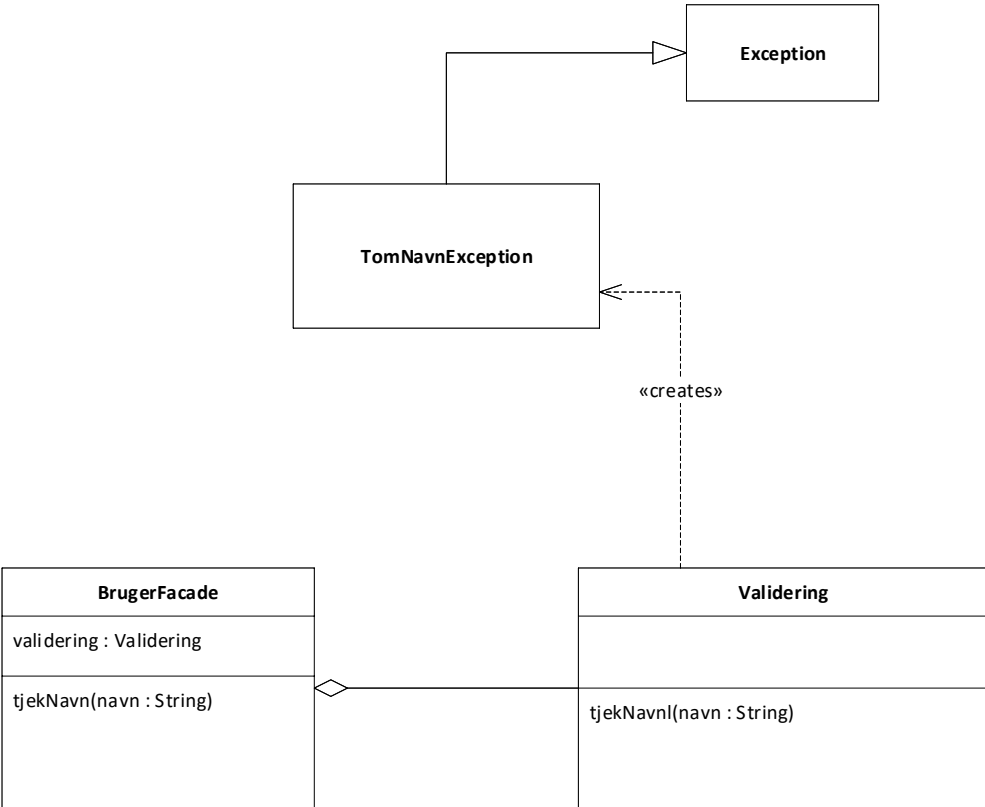 Exception
TomNavnException
«creates»
BrugerFacade
validering : Validering
tjekNavn(navn : String)
Validering
tjekNavnl(navn : String)